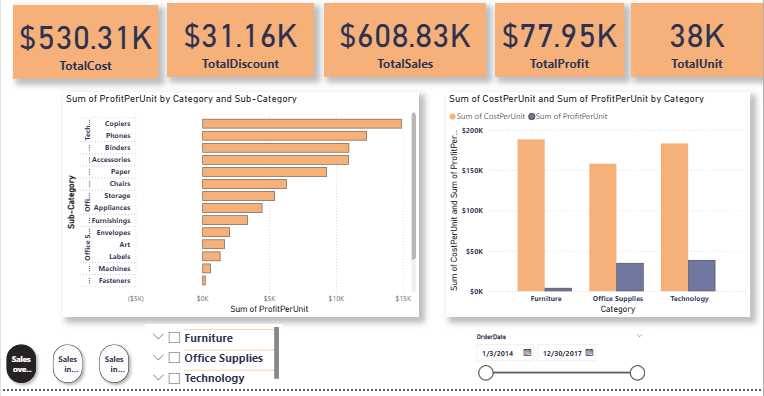 $530.31K
TotalCost
$31.16K
TotalDiscount
$608.83K
TotalSales
$77.95K
TotalProfit
38K
TotalUnit
Sum of ProfitPerUnit by Category and Sub-Category
Sub-Category
Tech...
Offi...
Office S...
Copiers
Phones
Binders
Accessories
Paper
Chairs
Storage
Appliances
Furnishings
Envelopes
Art
Labels
Machines
Fasteners
($5K) $0K $5K $10K $15K
Sum of ProfitPerUnit
Sum of CostPerUnit and Sum of ProfitPerUnit by Category
Sum of CostPerUnit Sum of ProfitPerUnit
Sum of CostPerUnit and Sum of ProfitPer...
$200K
$150K
$100K
$50K
$0K
Furniture Office Supplies Technology
Category
Sales ove...
Sales in...
Sales in...
Furniture
Office Supplies
Technology
OrderDate
1/3/2014 12/30/2017